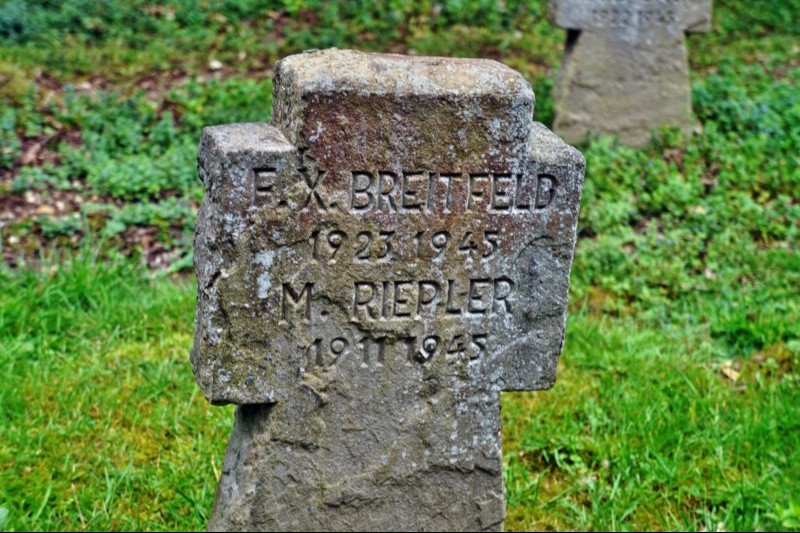 F. X. BREITFELD
1923 1945
M. RIEPLER
1911 1945